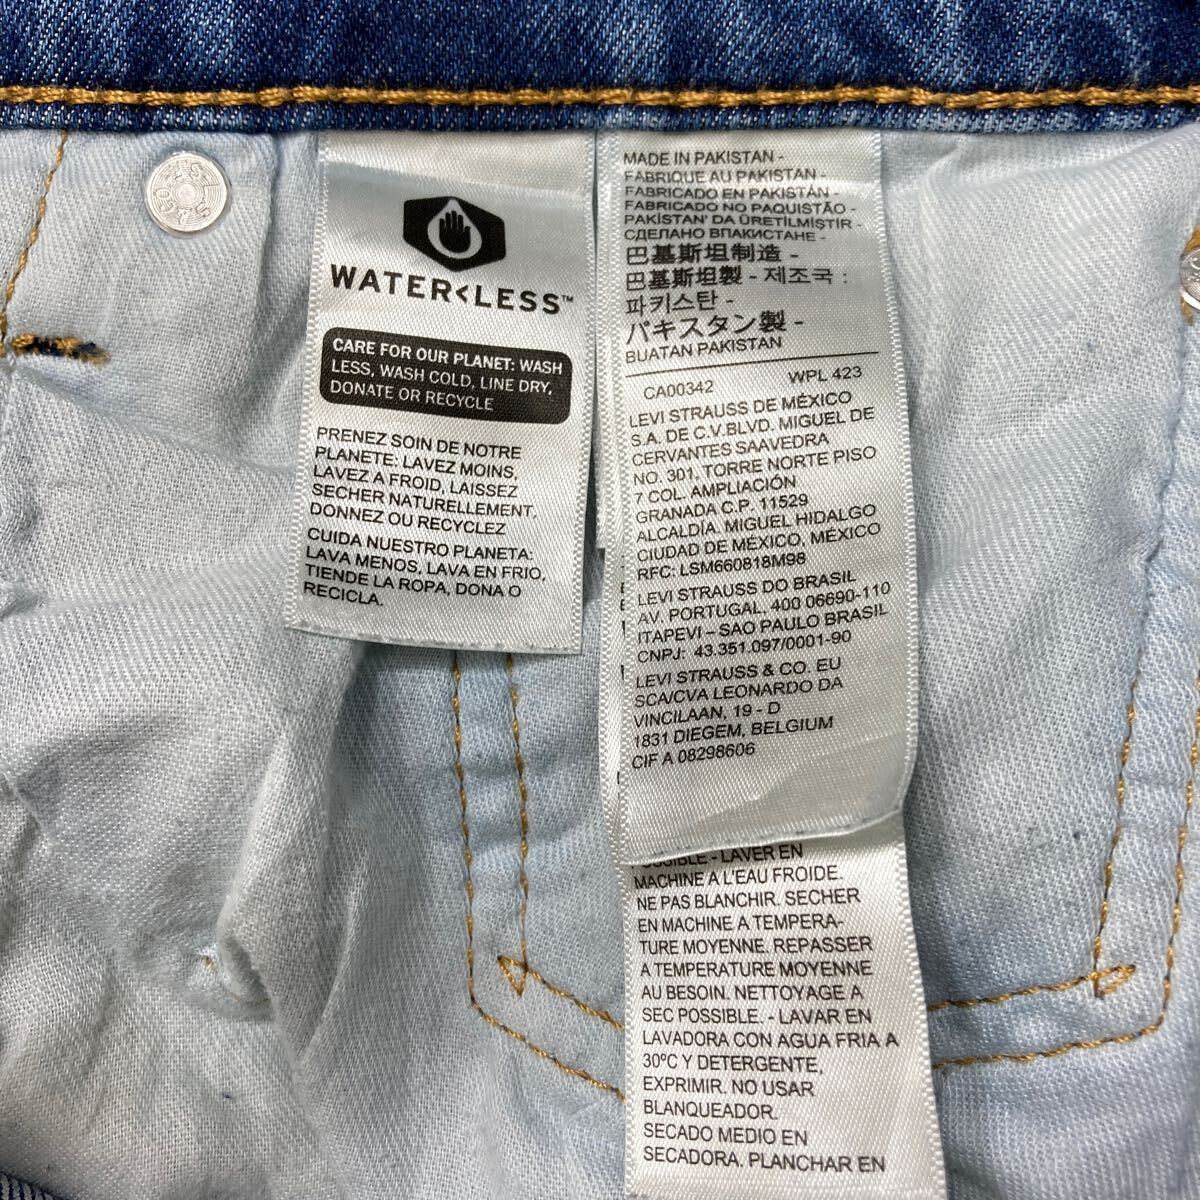 WATER<LESS™
CARE FOR OUR PLANET: WASH
LESS, WASH COLD, LINE DRY,
DONATE OR RECYCLE
PRENEZ SOIN DE NOTRE
PLANETE: LAVEZ MOINS,
LAVEZ A FROID, LAISSEZ
SECHER NATURELLEMENT,
DONNEZ OU RECYCLEZ
CUIDA NUESTRO PLANETA:
LAVA MENOS, LAVA EN FRIO,
TIENDE LA ROPA, DONA O
RECICLA.
MADE IN PAKISTAN -
FABRIQUE AU PAKISTAN -
FABRICADO EN PAKISTÁN -
FABRICADO NO PAQUISTÃO -
PAKİSTAN' DA ÜRETİLMİŞTİR -
СДЕЛАНО ВПАКИСТАНЕ -
巴基斯坦制造 -
巴基斯坦製 - 제조국 :
파키스탄 -
パキスタン製 -
BUATAN PAKISTAN
CA00342 WPL 423
LEVI STRAUSS DE MÉXICO
S.A. DE C.V.BLVD. MIGUEL DE
CERVANTES SAAVEDRA
NO. 301, TORRE NORTE PISO
7 COL. AMPLIACIÓN
GRANADA C.P. 11529
ALCALDÍA. MIGUEL HIDALGO
CIUDAD DE MÉXICO, MÉXICO
RFC: LSM660818M98
LEVI STRAUSS DO BRASIL
AV. PORTUGAL, 400 06690-110
ITAPEVI – SAO PAULO BRASIL
CNPJ: 43.351.097/0001-90
LEVI STRAUSS & CO. EU
SCA/CVA LEONARDO DA
VINCILAAN, 19 - D
1831 DIEGEM, BELGIUM
CIF A 08298606
POSSIBLE - LAVER EN
MACHINE A L'EAU FROIDE.
NE PAS BLANCHIR. SECHER
EN MACHINE A TEMPERA-
TURE MOYENNE. REPASSER
A TEMPERATURE MOYENNE
AU BESOIN. NETTOYAGE A
SEC POSSIBLE. - LAVAR EN
LAVADORA CON AGUA FRIA A
30ºC Y DETERGENTE,
EXPRIMIR. NO USAR
BLANQUEADOR.
SECADO MEDIO EN
SECADORA. PLANCHAR EN